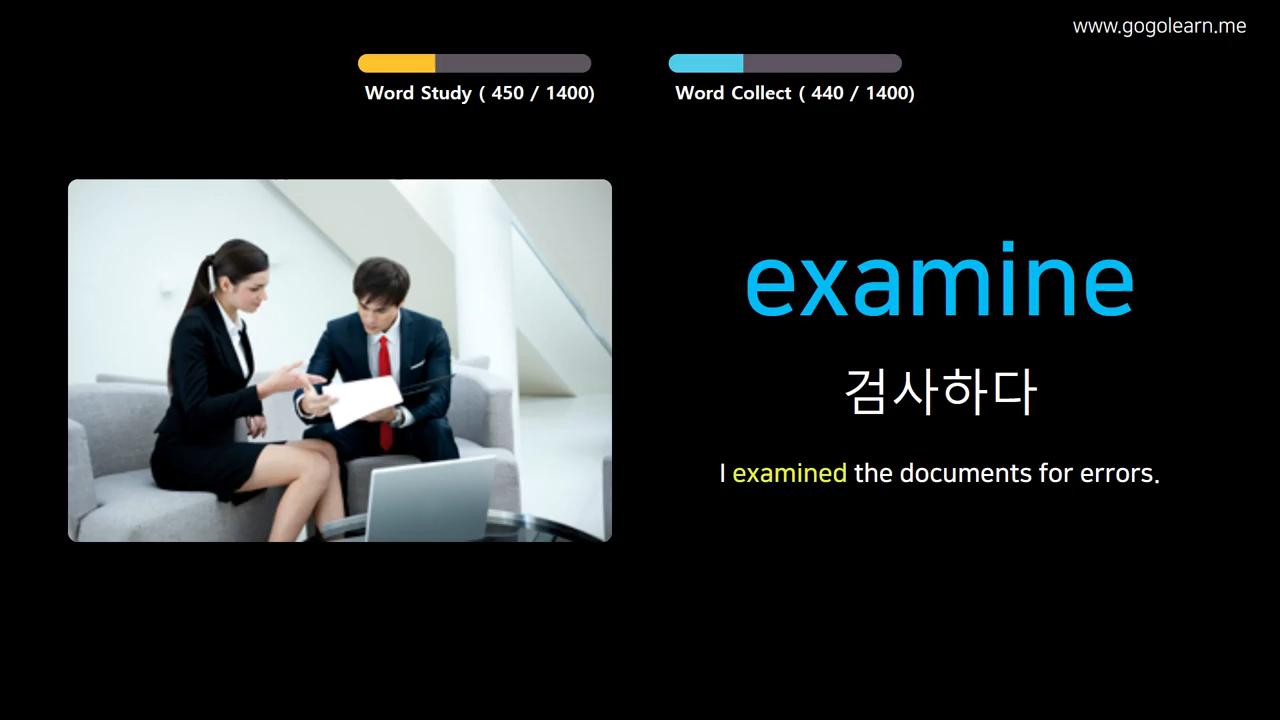 www.gogolearn.me
Word Study ( 450 / 1400)
Word Collect ( 440 / 1400)
examine
검사하다
I examined the documents for errors.